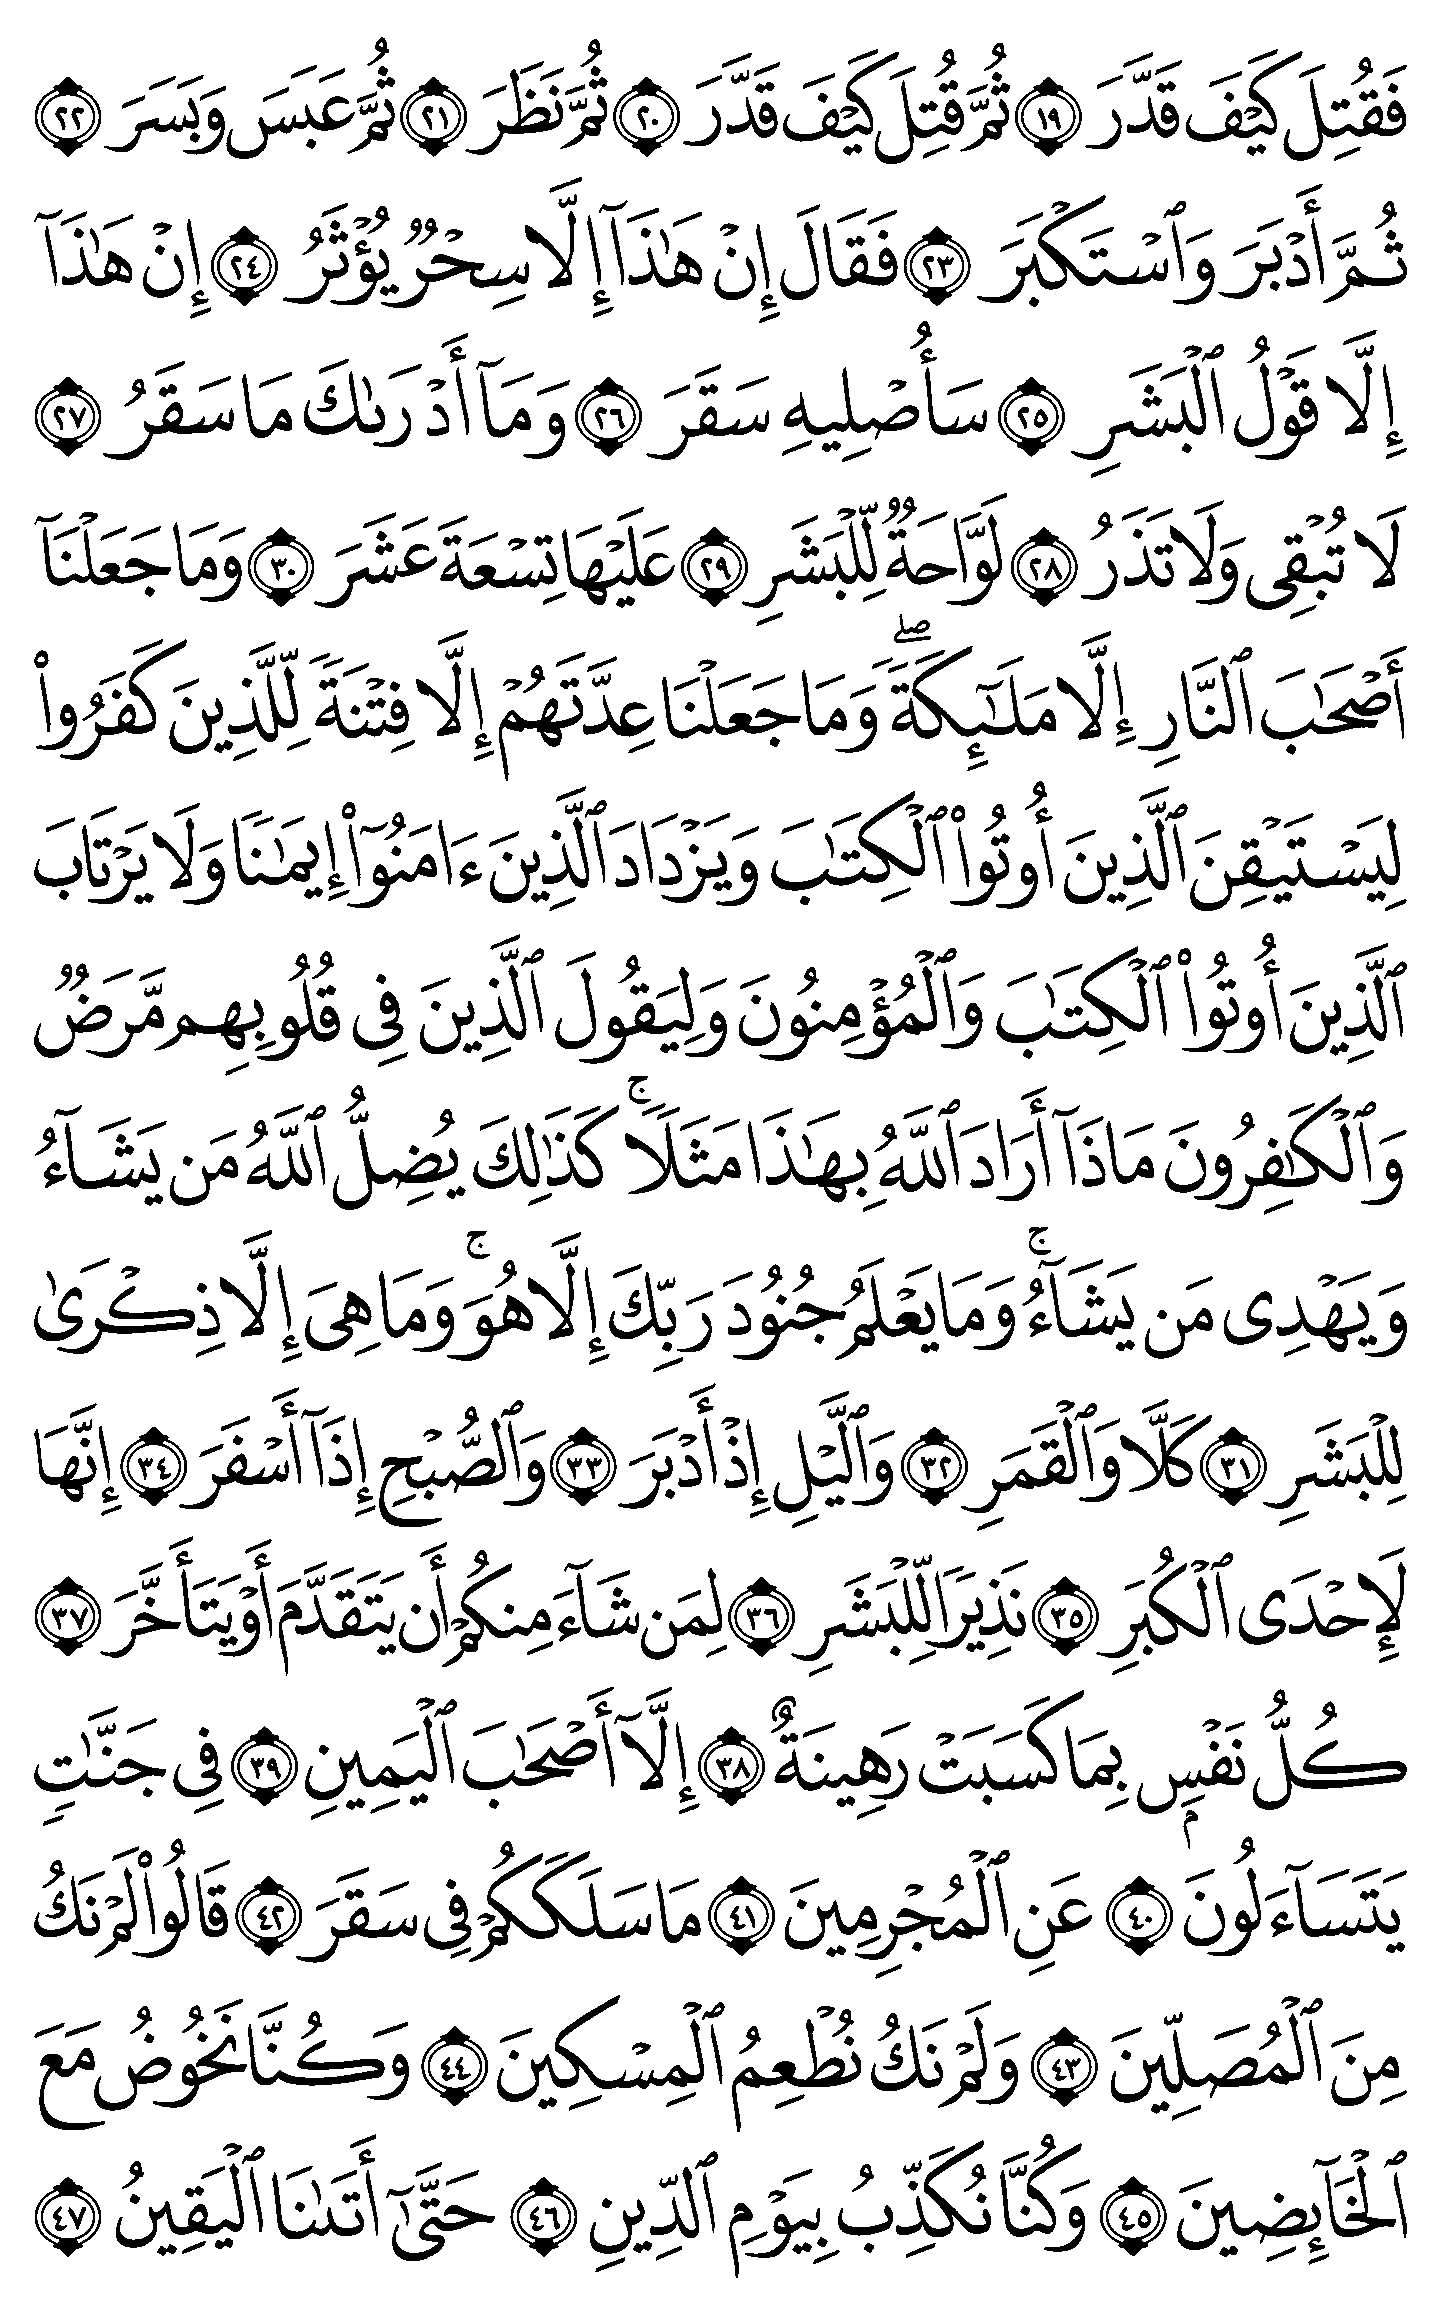 فَقُتِلَ كَيۡفَ قَدَّرَ ١٩ ثُمَّ قُتِلَ كَيۡفَ قَدَّرَ ٢٠ ثُمَّ نَظَرَ ٢١ ثُمَّ عَبَسَ وَبَسَرَ ٢٢
ثُمَّ أَدۡبَرَ وَٱسۡتَكۡبَرَ ٢٣ فَقَالَ إِنۡ هَٰذَآ إِلَّا سِحۡرٞ يُؤۡثَرُ ٢٤ إِنۡ هَٰذَآ
إِلَّا قَوۡلُ ٱلۡبَشَرِ ٢٥ سَأُصۡلِيهِ سَقَرَ ٢٦ وَمَآ أَدۡرَىٰكَ مَا سَقَرُ ٢٧
لَا تُبۡقِي وَلَا تَذَرُ ٢٨ لَوَّاحَةٞ لِّلۡبَشَرِ ٢٩ عَلَيۡهَا تِسۡعَةَ عَشَرَ ٣٠ وَمَا جَعَلۡنَآ
أَصۡحَٰبَ ٱلنَّارِ إِلَّا مَلَٰٓئِكَةٗۖ وَمَا جَعَلۡنَا عِدَّتَهُمۡ إِلَّا فِتۡنَةٗ لِّلَّذِينَ كَفَرُواْ
لِيَسۡتَيۡقِنَ ٱلَّذِينَ أُوتُواْ ٱلۡكِتَٰبَ وَيَزۡدَادَ ٱلَّذِينَ ءَامَنُوٓاْ إِيمَٰنٗا وَلَا يَرۡتَابَ
ٱلَّذِينَ أُوتُواْ ٱلۡكِتَٰبَ وَٱلۡمُؤۡمِنُونَ وَلِيَقُولَ ٱلَّذِينَ فِي قُلُوبِهِم مَّرَضٞ
وَٱلۡكَٰفِرُونَ مَاذَآ أَرَادَ ٱللَّهُ بِهَٰذَا مَثَلٗاۚ كَذَٰلِكَ يُضِلُّ ٱللَّهُ مَن يَشَآءُ
وَيَهۡدِي مَن يَشَآءُۚ وَمَا يَعۡلَمُ جُنُودَ رَبِّكَ إِلَّا هُوَۚ وَمَا هِيَ إِلَّا ذِكۡرَىٰ
لِلۡبَشَرِ ٣١ كَلَّا وَٱلۡقَمَرِ ٣٢ وَٱلَّيۡلِ إِذۡ أَدۡبَرَ ٣٣ وَٱلصُّبۡحِ إِذَآ أَسۡفَرَ ٣٤ إِنَّهَا
لَإِحۡدَى ٱلۡكُبَرِ ٣٥ نَذِيرٗا لِّلۡبَشَرِ ٣٦ لِمَن شَآءَ مِنكُمۡ أَن يَتَقَدَّمَ أَوۡ يَتَأَخَّرَ ٣٧
كُلُّ نَفۡسِۭ بِمَا كَسَبَتۡ رَهِينَةٌ ٣٨ إِلَّآ أَصۡحَٰبَ ٱلۡيَمِينِ ٣٩ فِي جَنَّٰتٖ
يَتَسَآءَلُونَ ٤٠ عَنِ ٱلۡمُجۡرِمِينَ ٤١ مَا سَلَكَكُمۡ فِي سَقَرَ ٤٢ قَالُواْ لَمۡ نَكُ
مِنَ ٱلۡمُصَلِّينَ ٤٣ وَلَمۡ نَكُ نُطۡعِمُ ٱلۡمِسۡكِينَ ٤٤ وَكُنَّا نَخُوضُ مَعَ
ٱلۡخَآئِضِينَ ٤٥ وَكُنَّا نُكَذِّبُ بِيَوۡمِ ٱلدِّينِ ٤٦ حَتَّىٰٓ أَتَىٰنَا ٱلۡيَقِينُ ٤٧